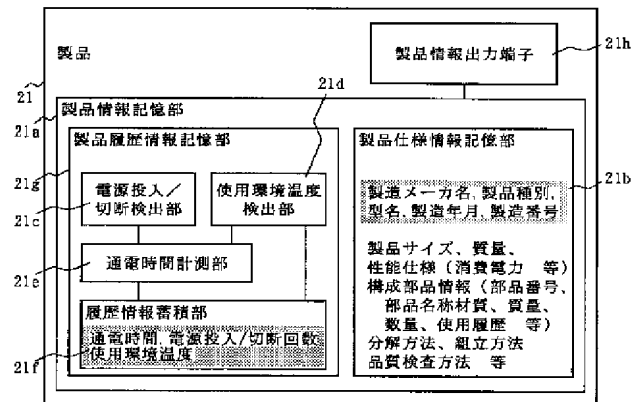 製品
製品情報出力端子
21h
21
製品情報記憶部
21a
21d
製品履歴情報記憶部
21g
電源投入/
切断検出部
21c
使用環境温度
検出部
通電時間計測部
21e
履歴情報蓄積部
通電時間、電源投入/切断回数
使用環境温度
21f
製品仕様情報記憶部
製造メーカ名、製品種別、
型名、製造年月、製造番号
21b
製品サイズ、質量、
性能仕様（消費電力 等）
構成部品情報（部品番号、
部品名称材質、質量、
数量、使用履歴 等）
分解方法、組立方法
品質検査方法 等